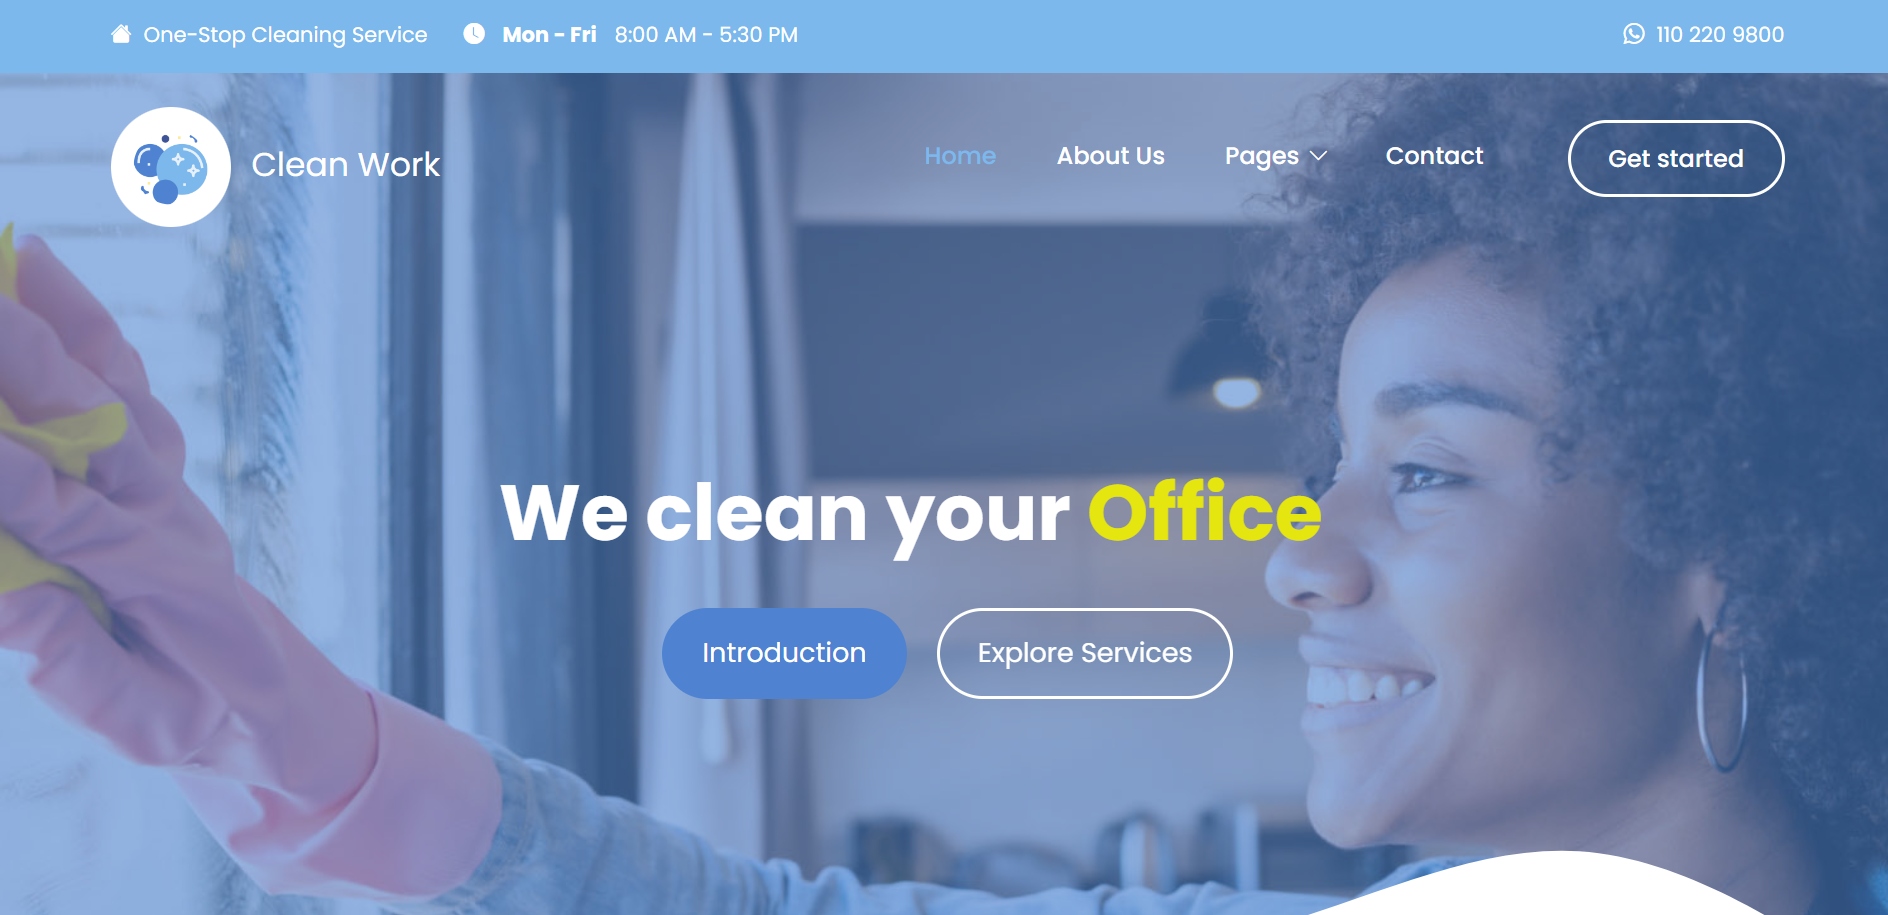 One-Stop Cleaning Service Mon - Fri 8:00 AM - 5:30 PM 110 220 9800
Clean Work Home About Us Pages Contact Get started
We clean your Office
Introduction Explore Services